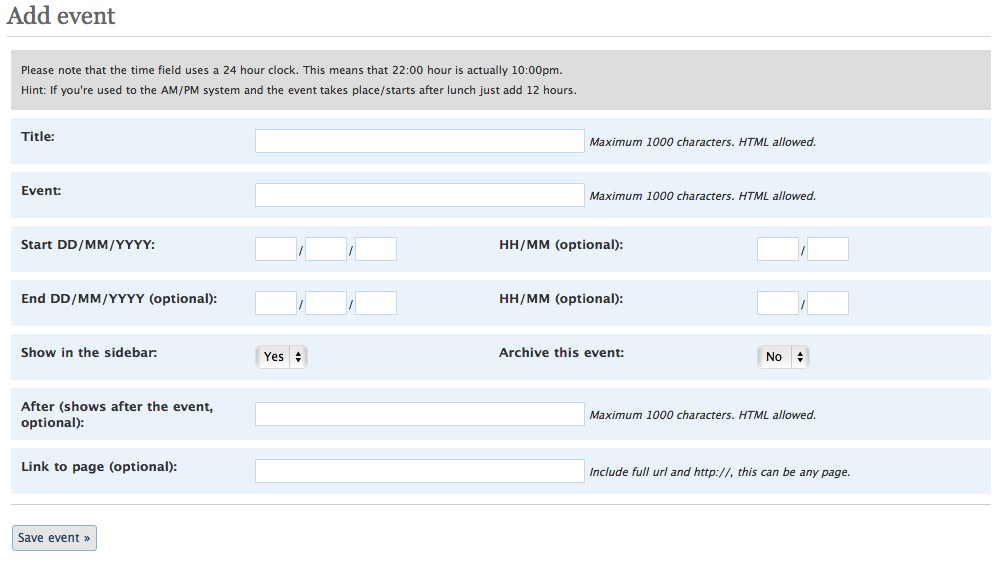 Add event
Please note that the time field uses a 24 hour clock. This means that 22:00 hour is actually 10:00pm.
Hint: If you're used to the AM/PM system and the event takes place/starts after lunch just add 12 hours.
Title: Maximum 1000 characters. HTML allowed.
Event: Maximum 1000 characters. HTML allowed.
Start DD/MM/YYYY: / / HH/MM (optional): /
End DD/MM/YYYY (optional): / / HH/MM (optional): /
Show in the sidebar: Yes Archive this event: No
After (shows after the event,
optional): Maximum 1000 characters. HTML allowed.
Link to page (optional): Include full url and http://, this can be any page.
Save event »